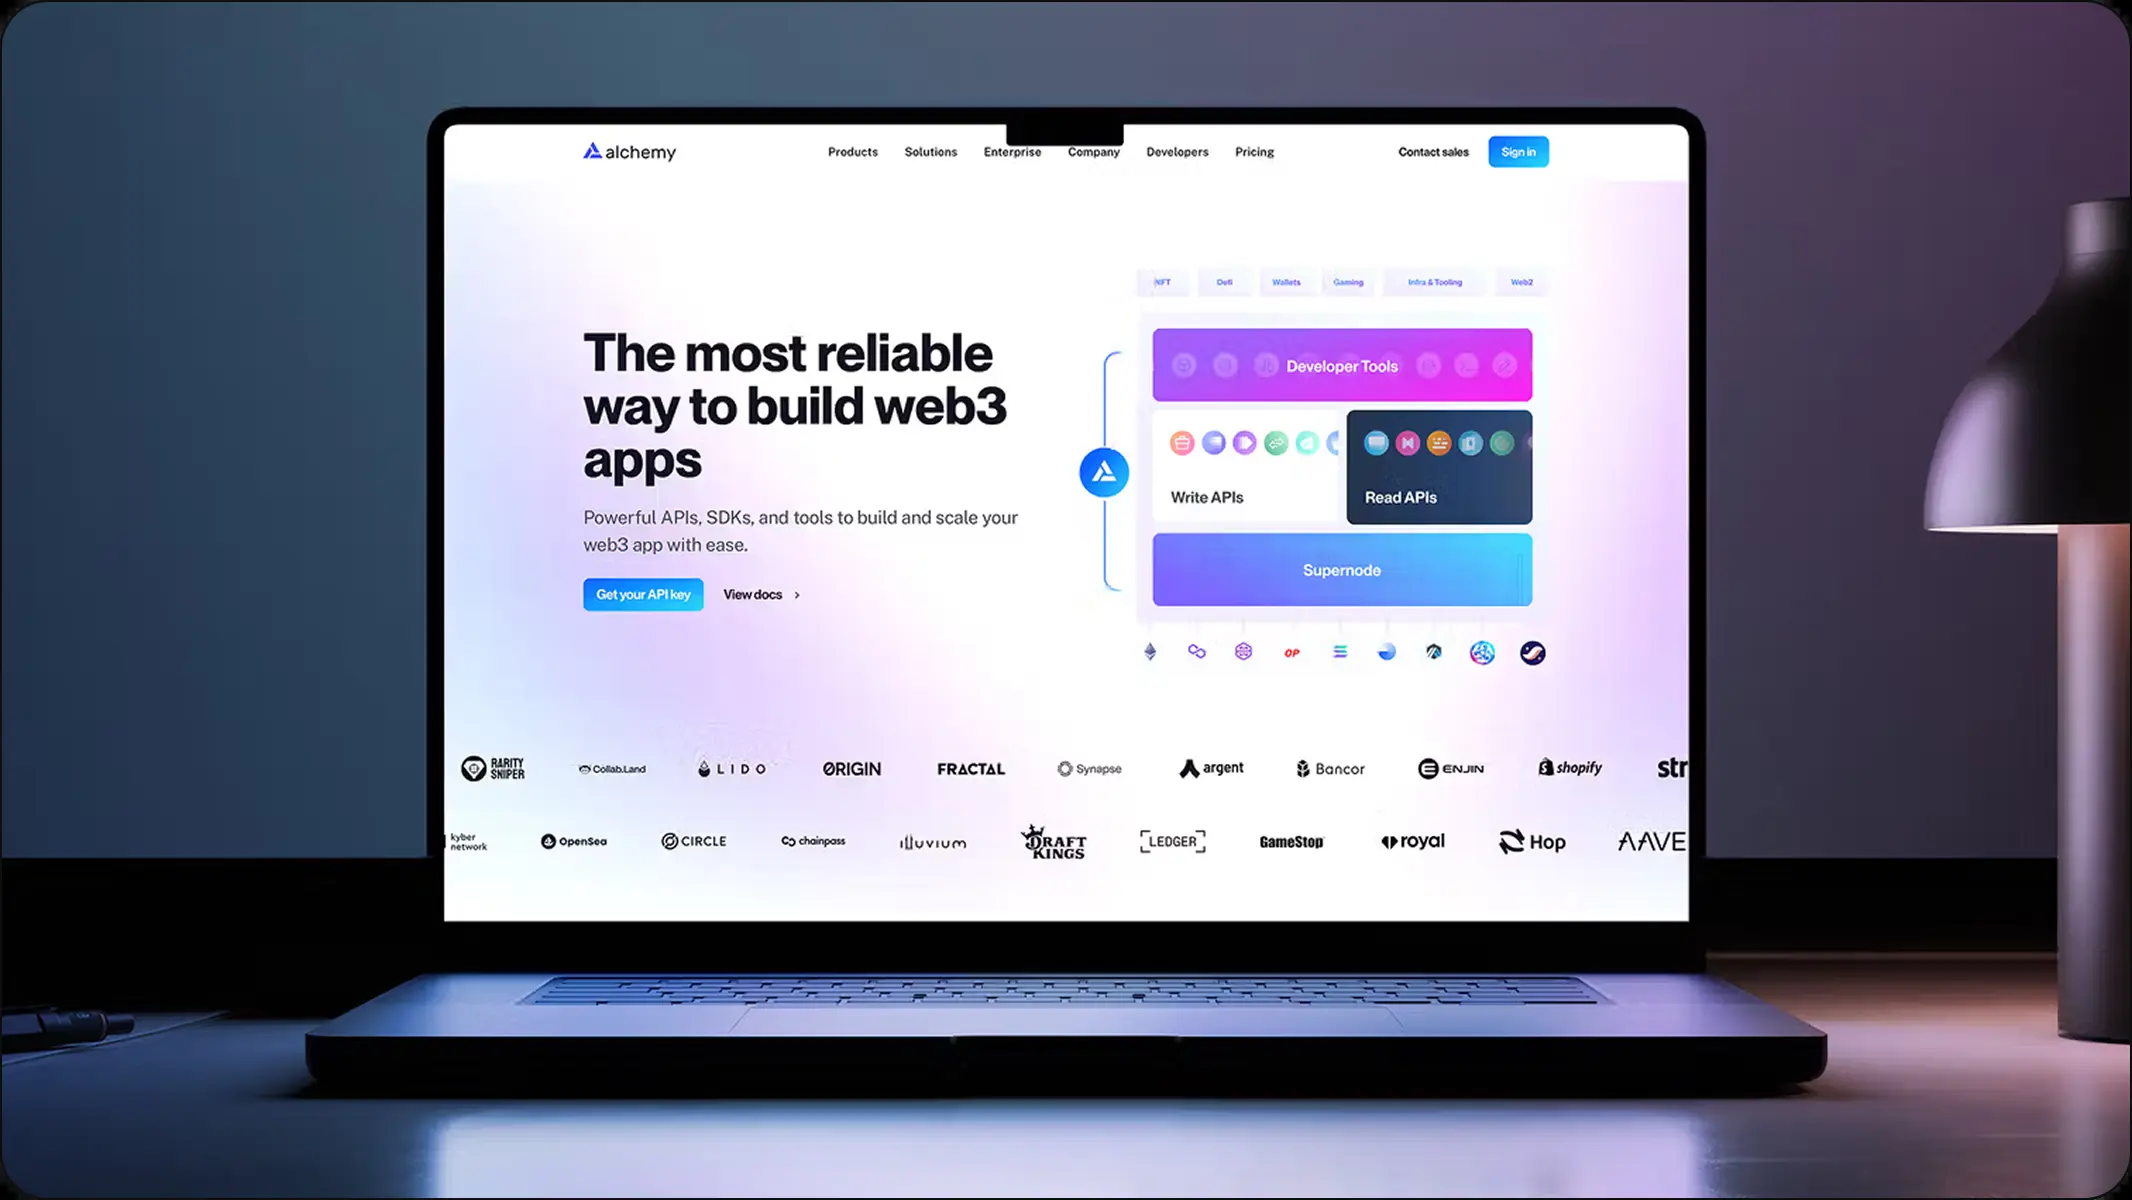 alchemy
Products
Solutions
Enterprise
Company
Developers
Pricing
Contact sales
Sign in
NFT
Defi
Wallets
Gaming
Infra & Tooling
Web2
The most reliable
way to build web3
apps
Powerful APIs, SDKs, and tools to build and scale your
web3 app with ease.
Get your API key
View docs
Developer Tools
Write APIs
Read APIs
Supernode
OP
RARITY
SNIPER
Collab.Land
LIDO
ORIGIN
FRACTAL
Synapse
argent
Bancor
ENJIN
shopify
str
kyber
network
OpenSea
CIRCLE
chainpass
ILLUVIUM
DRAFT
KINGS
LEDGER
GameStop
royal
Hop
AAVE